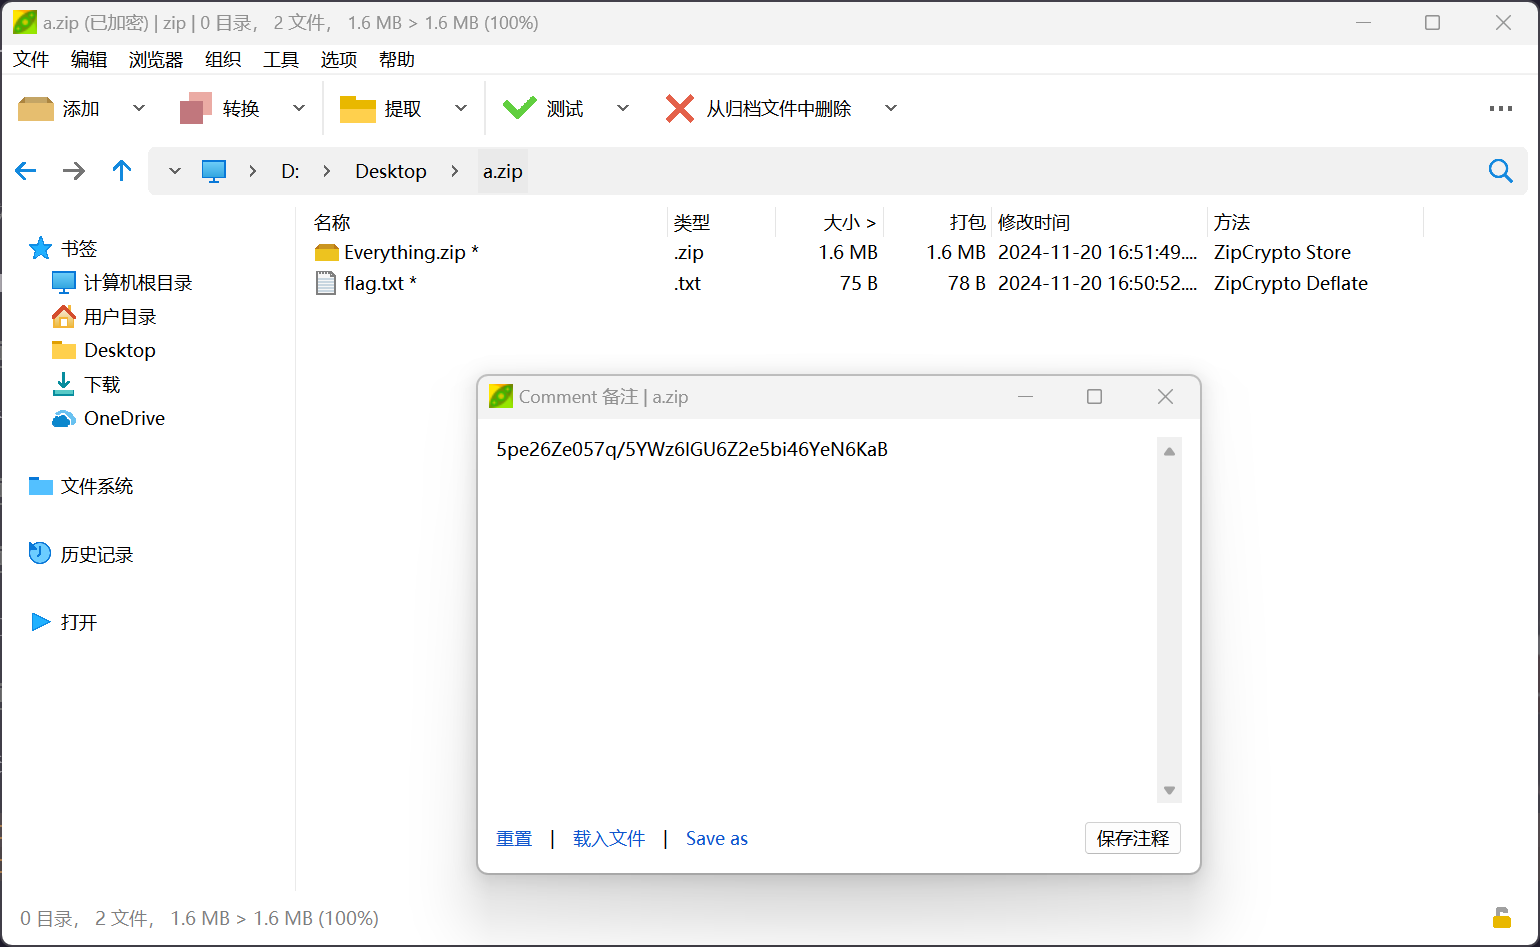 a.zip (已加密) | zip | 0 目录， 2 文件， 1.6 MB > 1.6 MB (100%)
文件 编辑 浏览器 组织 工具 选项 帮助
添加 转换 提取 测试 从归档文件中删除
D: > Desktop > a.zip
名称 类型 大小 > 打包 修改时间 方法
Everything.zip * .zip 1.6 MB 1.6 MB 2024-11-20 16:51:49.... ZipCrypto Store
flag.txt * .txt 75 B 78 B 2024-11-20 16:50:52.... ZipCrypto Deflate
书签
计算机根目录
用户目录
Desktop
下载
OneDrive
文件系统
历史记录
打开
Comment 备注 | a.zip
5pe26Ze057q/5YWz6IGU6Z2e5bi46YeN6KaB
重置 | 载入文件 | Save as
保存注释
0 目录， 2 文件， 1.6 MB > 1.6 MB (100%)